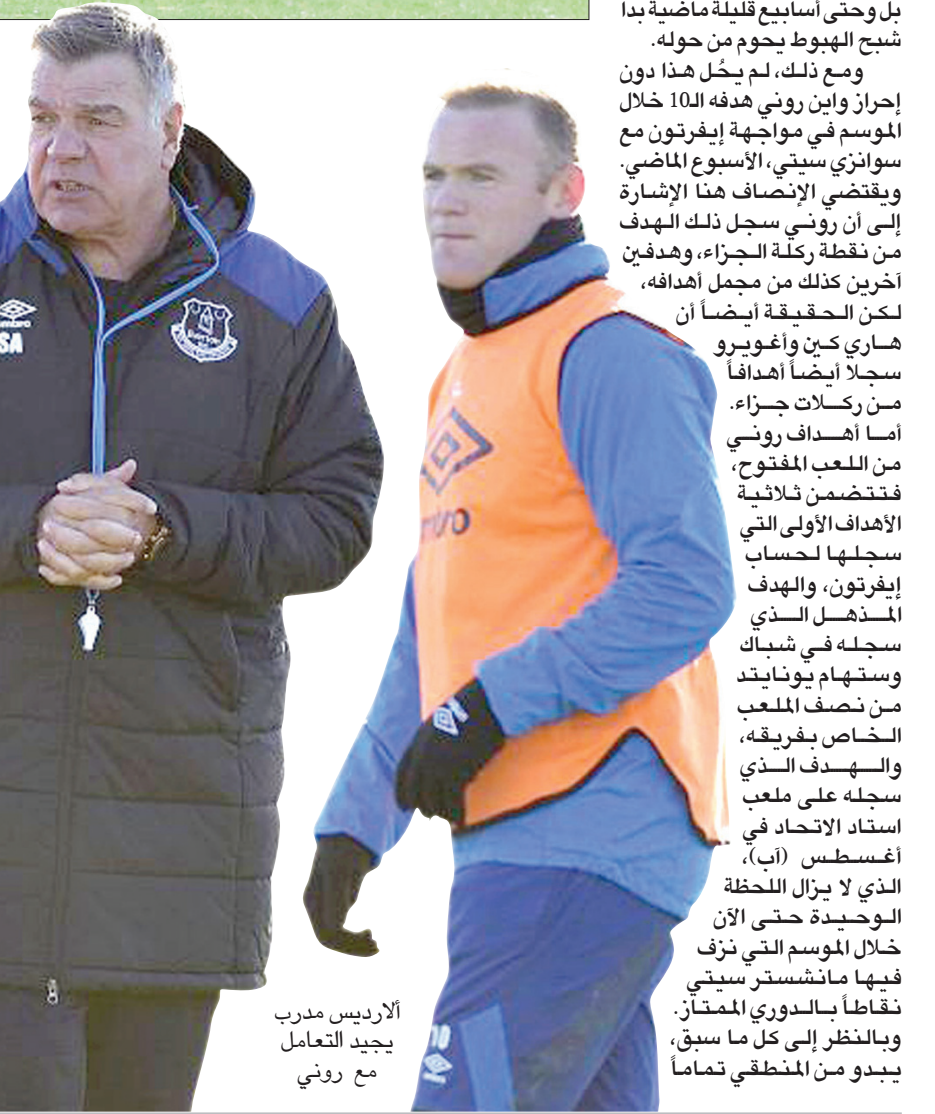 بل وحتى أسابيع قليلة ماضية بدا
شبح الهبوط يحوم من حوله.
ومع ذلك، لم يحُل هذا دون
إحراز واين روني هدفه الـ10 خلال
الموسم في مواجهة إيفرتون مع
سوانزي سيتي، الأسبوع الماضي.
ويقتضي الإنصاف هنا الإشارة
إلى أن روني سجل ذلك الهدف
من نقطة ركلة الجزاء، وهدفين
آخرين كذلك من مجمل أهدافه،
لكن الحقيقة أيضاً أن
هاري كين وأغويرو
سجلا أيضاً أهدافاً
من ركلات جزاء.
أما أهداف روني
من اللعب المفتوح،
فتتضمن ثلاثية
الأهداف الأولى التي
سجلها لحساب
إيفرتون، والهدف
المذهل الذي
سجله في شباك
وستهام يونايتد
من نصف الملعب
الخاص بفريقه،
والهدف الذي
سجله على ملعب
استاد الاتحاد في
أغسطس (آب)،
الذي لا يزال اللحظة
الوحيدة حتى الآن
خلال الموسم التي نزف
فيها مانشستر سيتي
نقاطاً بالدوري الممتاز.
وبالنظر إلى كل ما سبق،
يبدو من المنطقي تماماً
ألارديس مدرب
يجيد التعامل
مع روني
SA
10